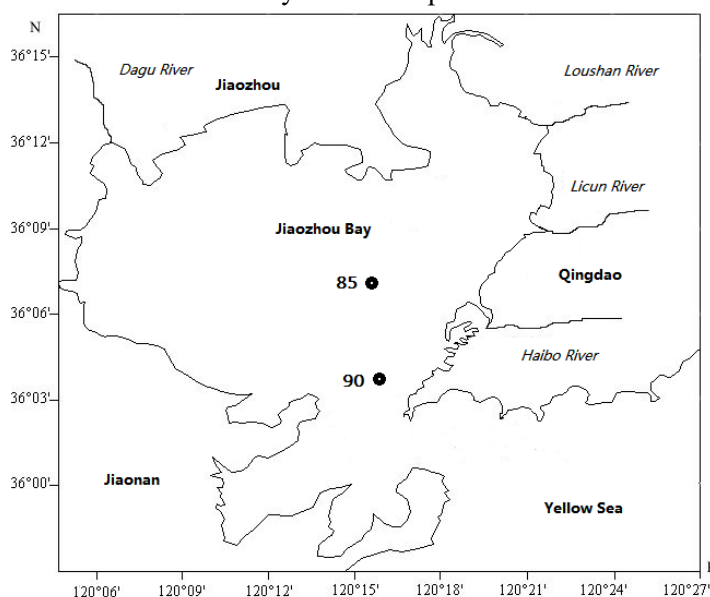 N
36°15'
Dagu River
Jiaozhou
Loushan River
36°12'
Licun River
36°09'
Jiaozhou Bay
85
Qingdao
36°06'
Haibo River
90
36°03'
36°00'
Jiaonan
Yellow Sea
120°06' 120°09' 120°12' 120°15' 120°18' 120°21' 120°24' 120°27'